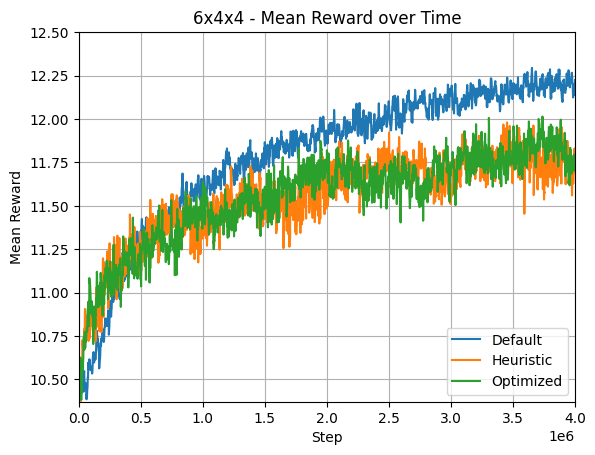 6x4x4 - Mean Reward over Time
12.50
12.25
12.00
11.75
11.50
11.25
11.00
10.75
10.50
Mean Reward
Default
Heuristic
Optimized
0.0 0.5 1.0 1.5 2.0 2.5 3.0 3.5 4.0
Step
1e6